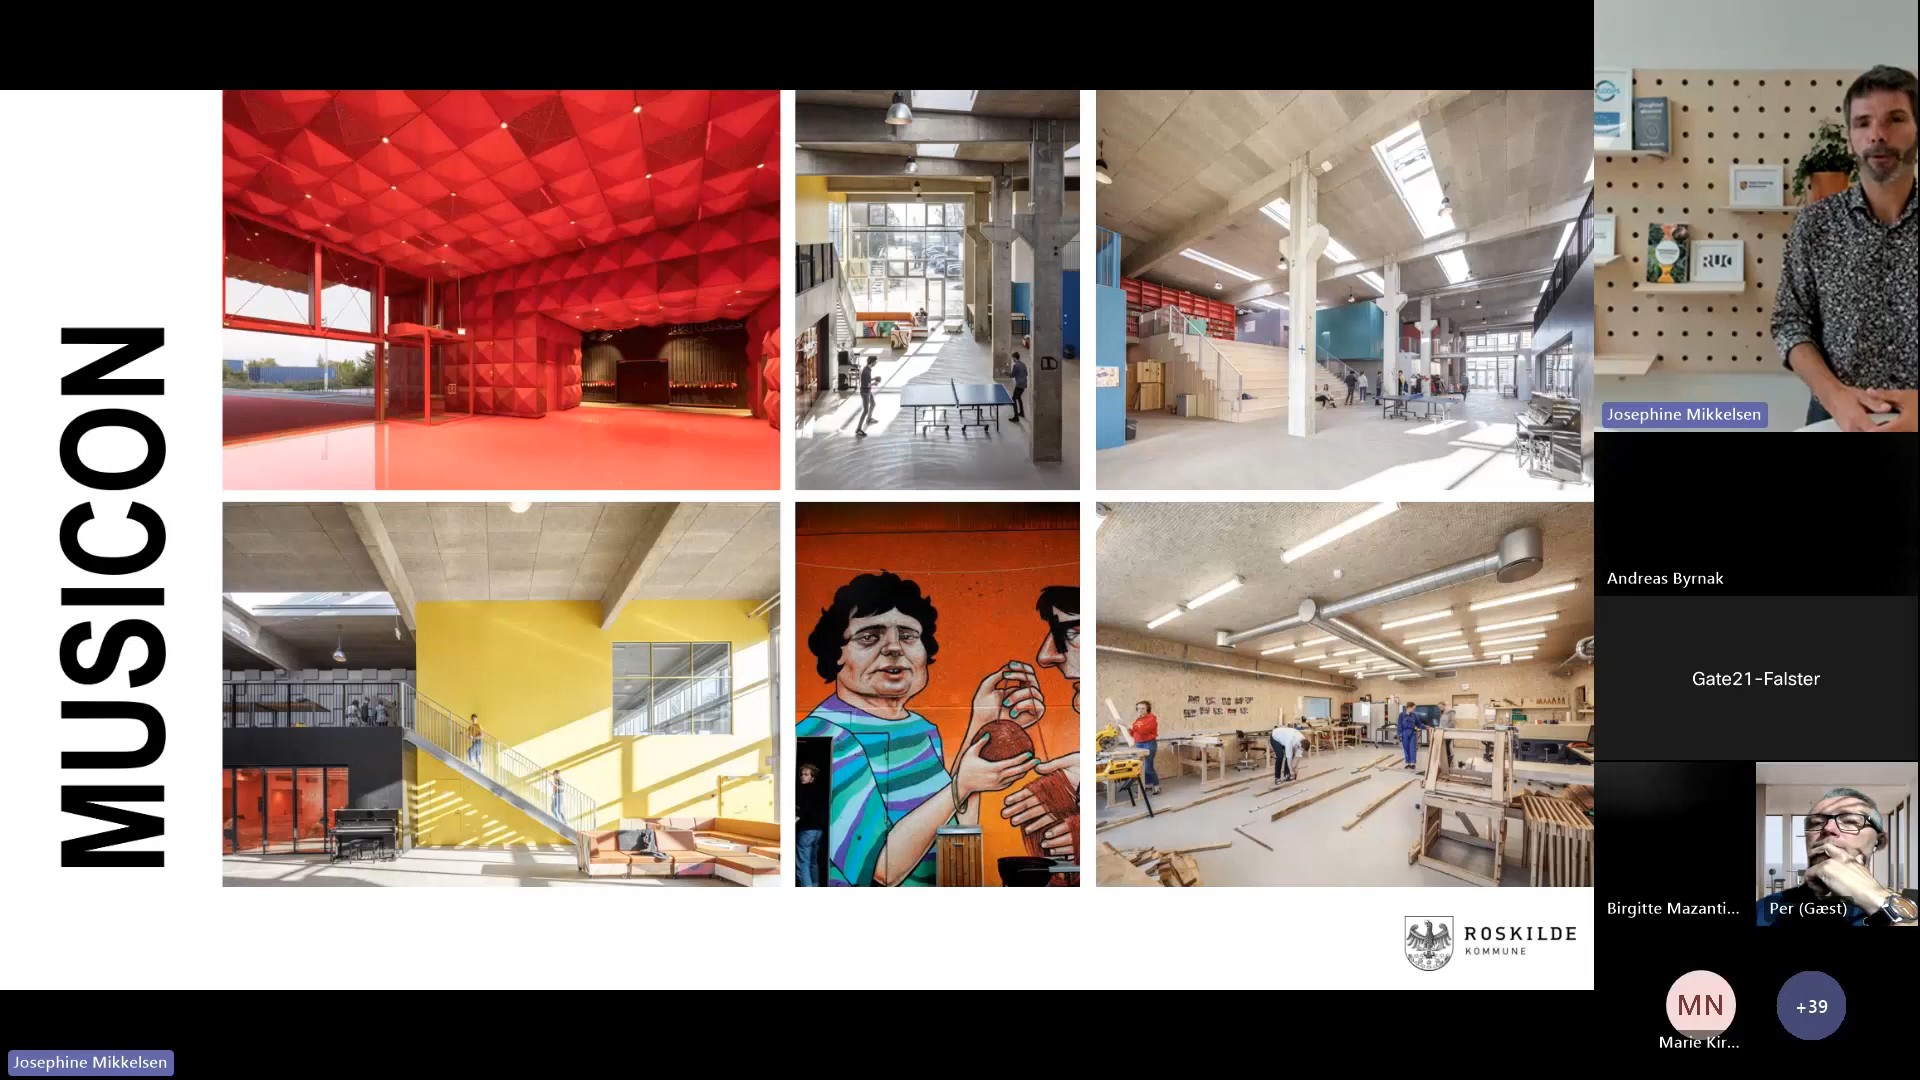 MUSICON
ROSKILDE
KOMMUNE
RUC
Josephine Mikkelsen
Andreas Byrnak
Gate21-Falster
Birgitte Mazanti...
Per (Gæst)
MN
+39
Marie Kir...
Josephine Mikkelsen